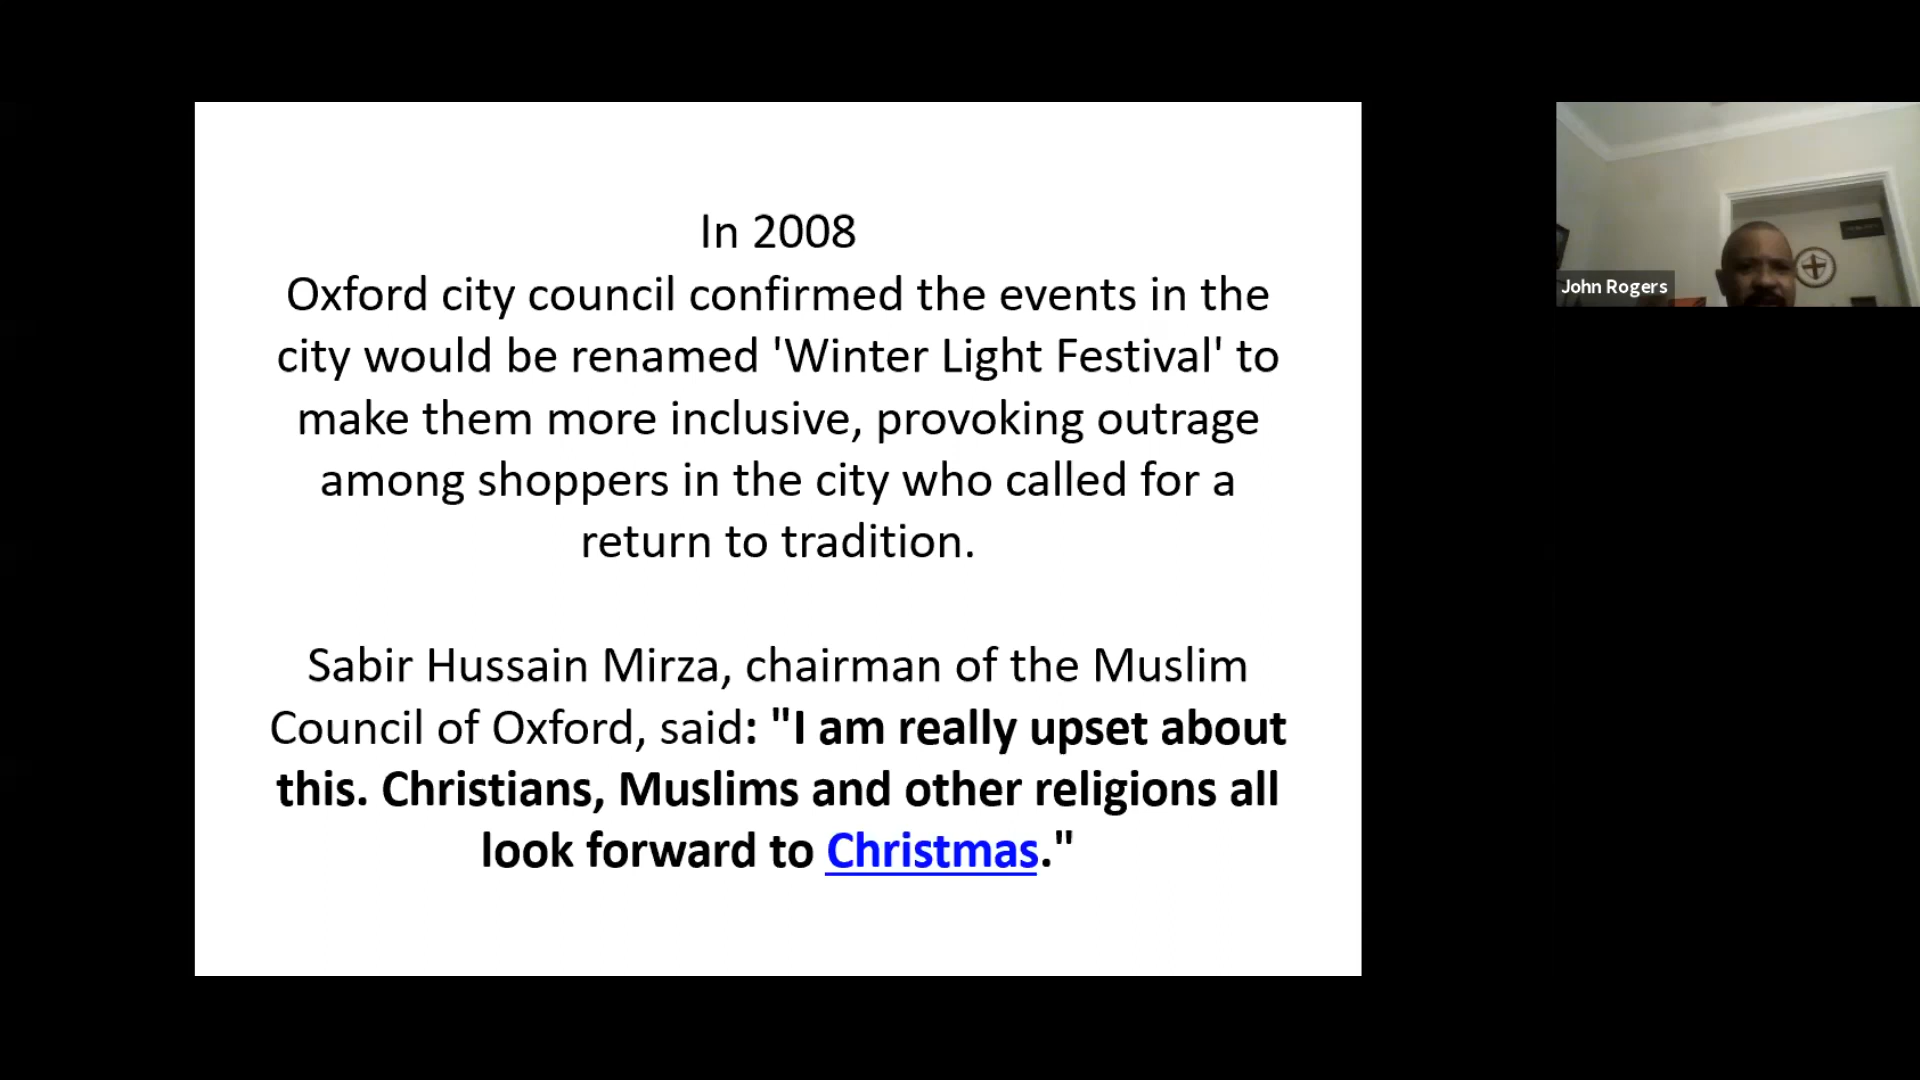 In 2008
Oxford city council confirmed the events in the
city would be renamed 'Winter Light Festival' to
make them more inclusive, provoking outrage
among shoppers in the city who called for a
return to tradition.
Sabir Hussain Mirza, chairman of the Muslim
Council of Oxford, said: "I am really upset about
this. Christians, Muslims and other religions all
look forward to Christmas."
John Rogers